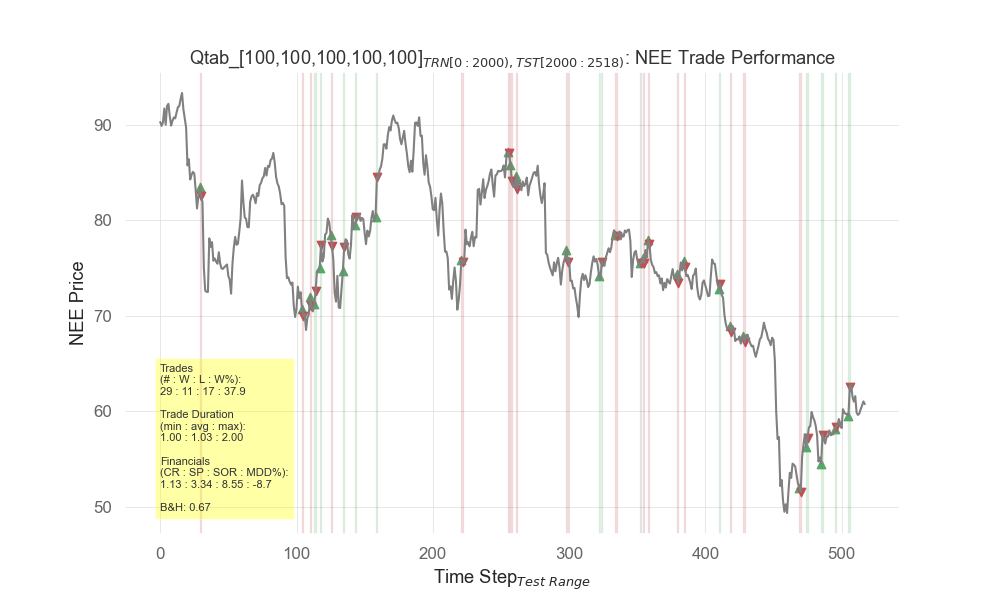 Qtab_[100,100,100,100,100]TRN[0:2000),TST[2000:2518): NEE Trade Performance
NEE Price
90
80
70
60
50
Trades
(# : W : L : W%):
29 : 11 : 17 : 37.9
Trade Duration
(min : avg : max):
1.00 : 1.03 : 2.00
Financials
(CR : SP : SOR : MDD%):
1.13 : 3.34 : 8.55 : -8.7
B&H: 0.67
0 100 200 300 400 500
Time StepTest Range